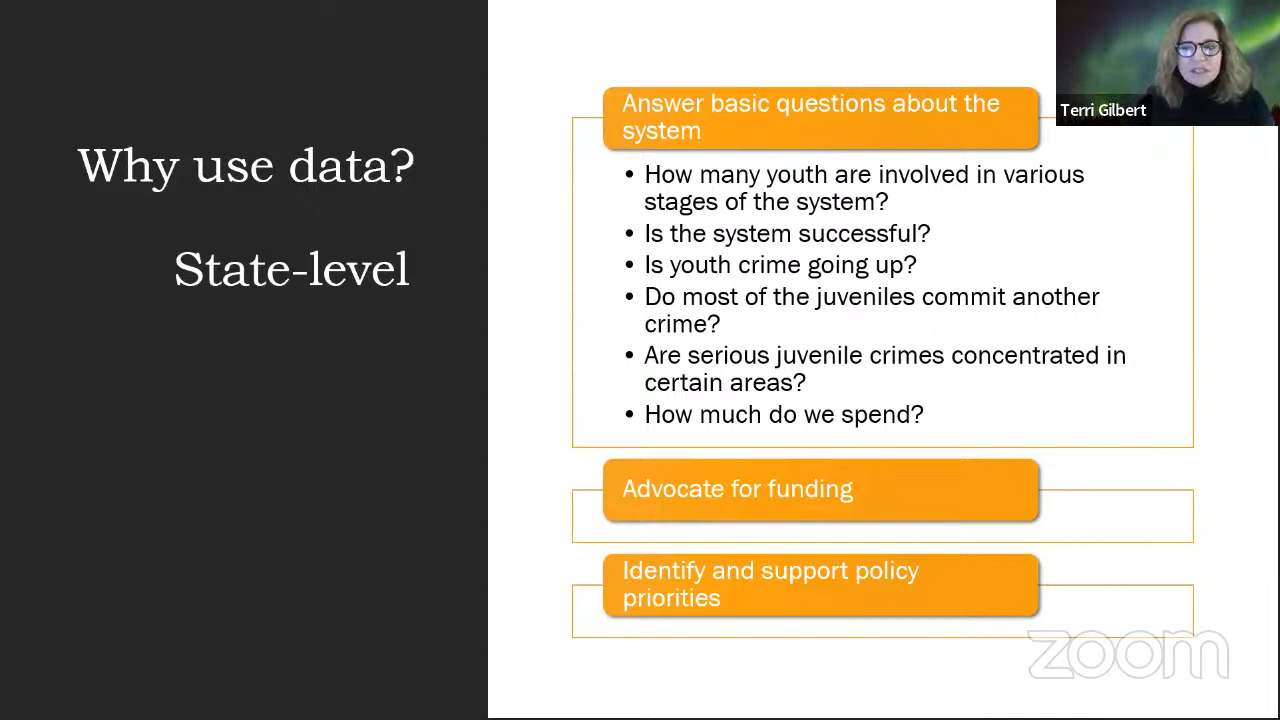 Why use data?
State-level
Answer basic questions about the
system
• How many youth are involved in various
stages of the system?
• Is the system successful?
• Is youth crime going up?
• Do most of the juveniles commit another
crime?
• Are serious juvenile crimes concentrated in
certain areas?
• How much do we spend?
Advocate for funding
Identify and support policy
priorities
Terri Gilbert
zoom